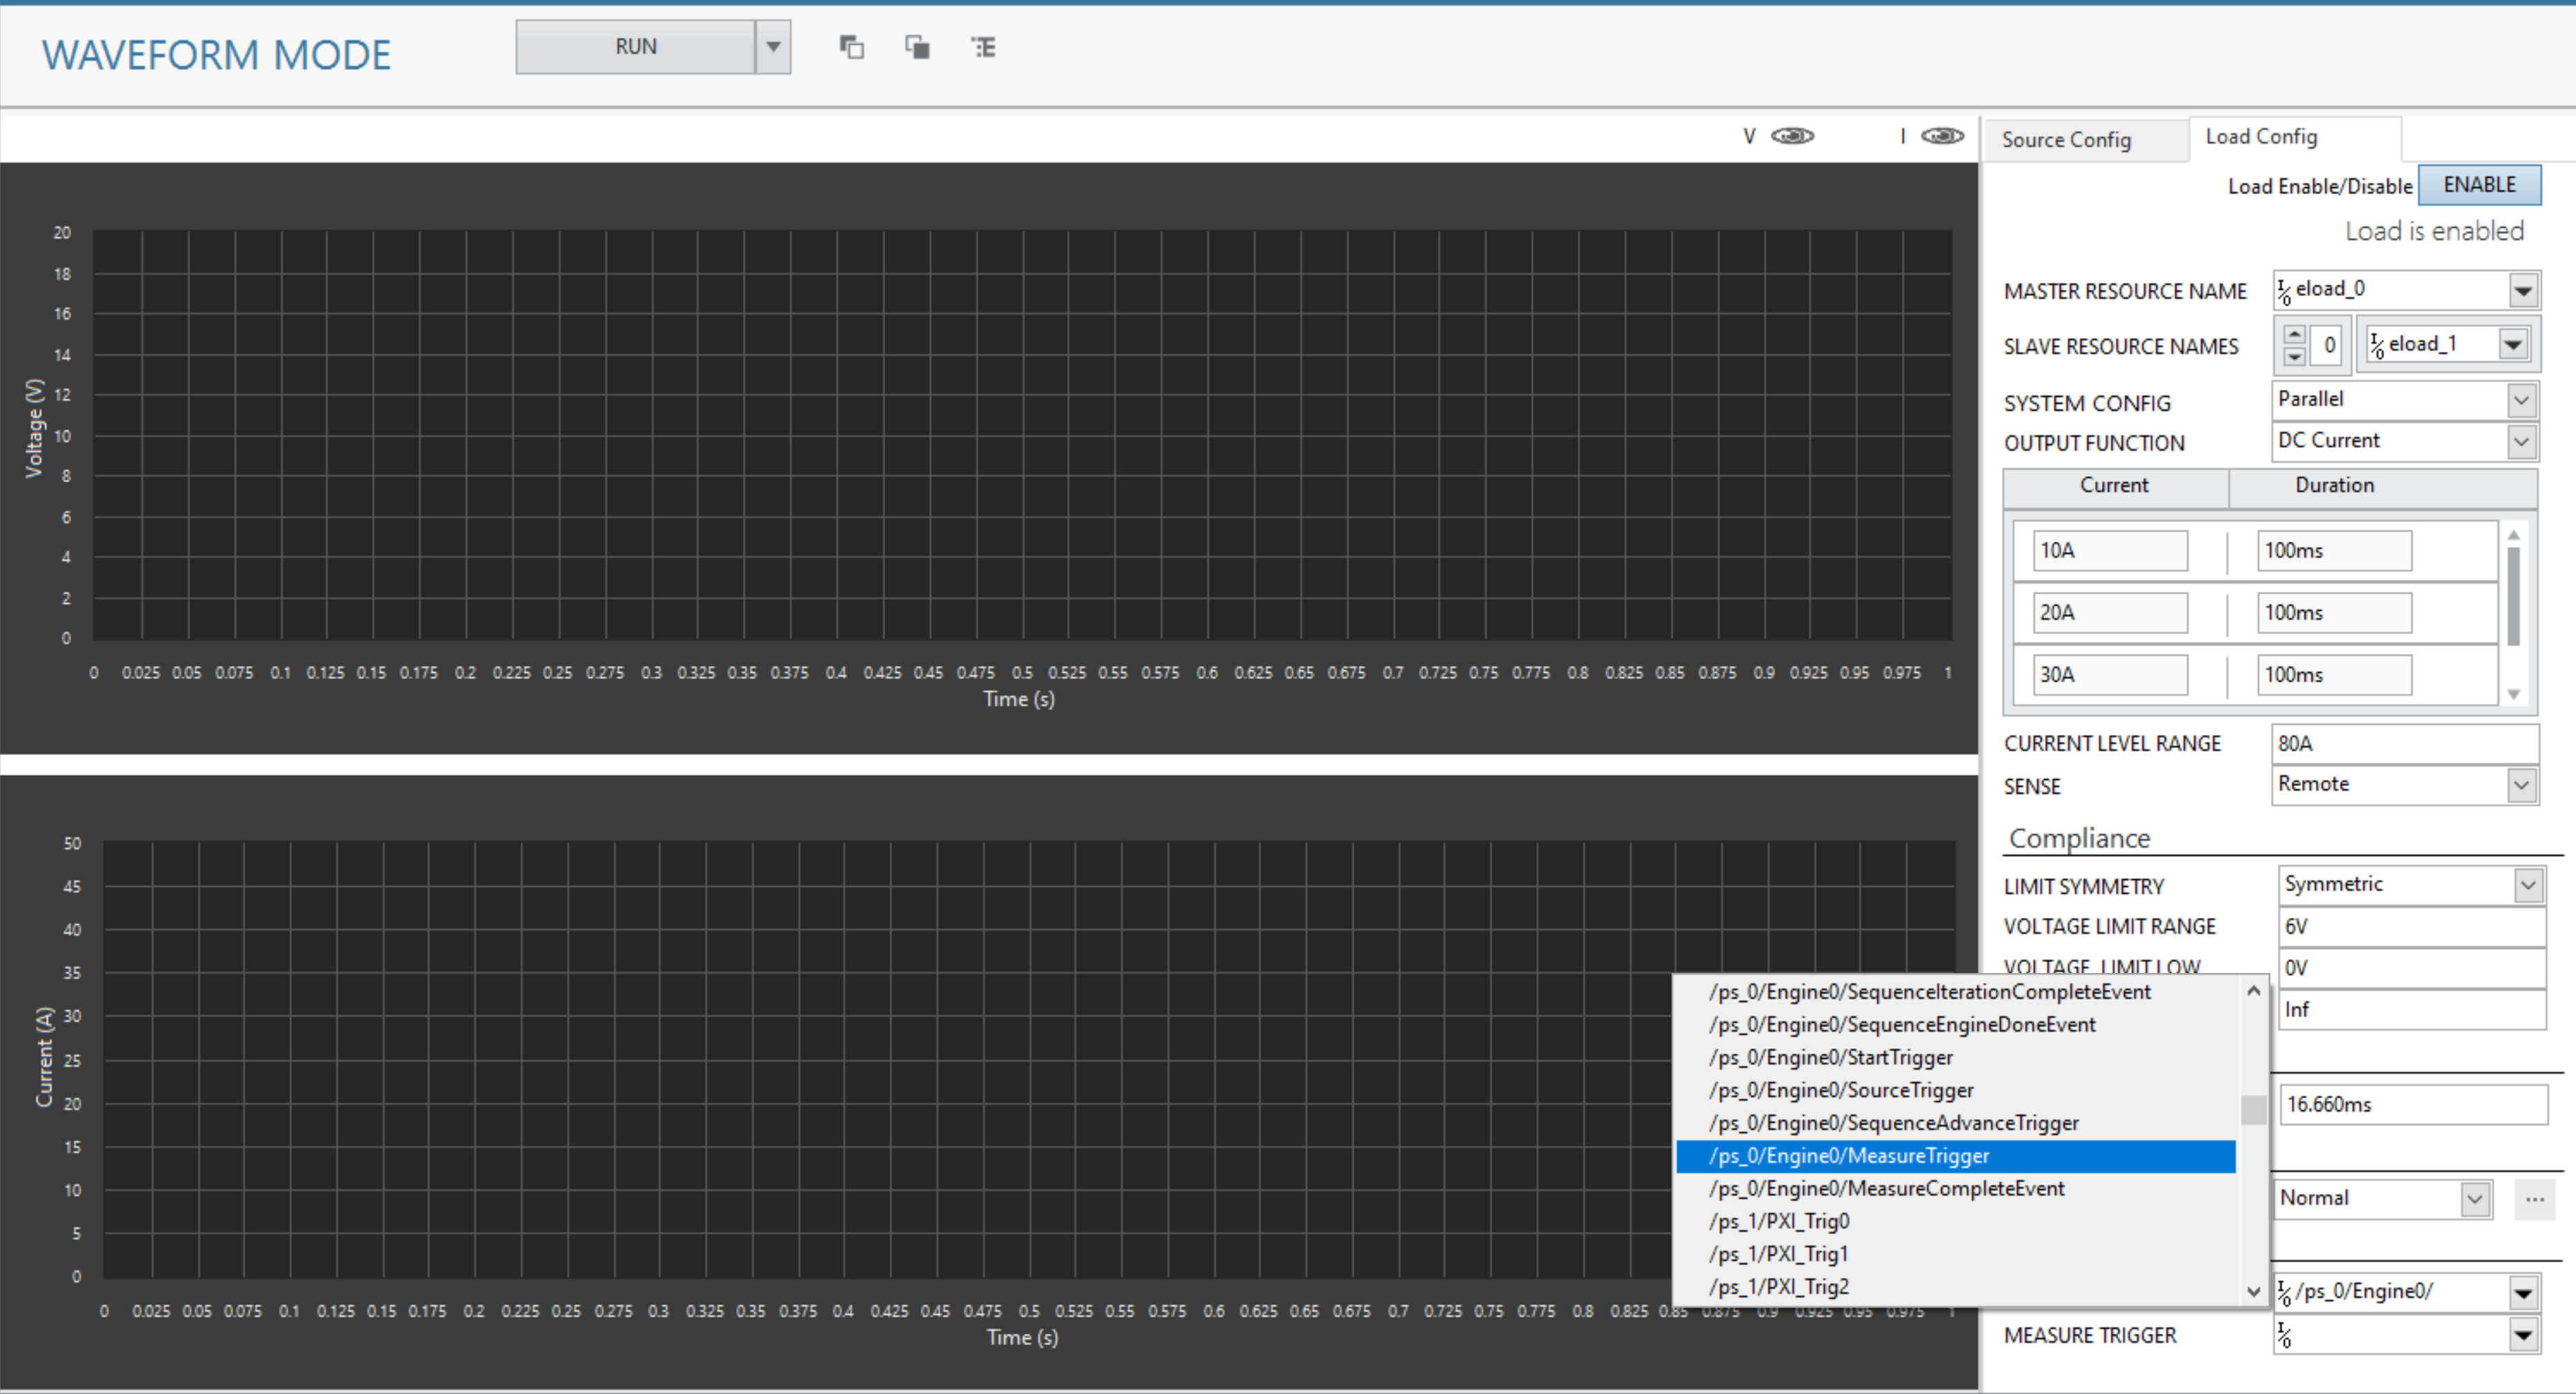 WAVEFORM MODE
RUN
V
I
Source Config
Load Config
Load Enable/Disable
ENABLE
Load is enabled
MASTER RESOURCE NAME
eload_0
SLAVE RESOURCE NAMES
0
eload_1
SYSTEM CONFIG
Parallel
OUTPUT FUNCTION
DC Current
Current
Duration
10A
100ms
20A
100ms
30A
100ms
CURRENT LEVEL RANGE
80A
SENSE
Remote
Compliance
LIMIT SYMMETRY
Symmetric
VOLTAGE LIMIT RANGE
6V
VOLTAGE LIMIT LOW
0V
Inf
16.660ms
Normal
...
/ps_0/Engine0/
MEASURE TRIGGER
20
18
16
14
12
10
8
6
4
2
0
Voltage (V)
0 0.025 0.05 0.075 0.1 0.125 0.15 0.175 0.2 0.225 0.25 0.275 0.3 0.325 0.35 0.375 0.4 0.425 0.45 0.475 0.5 0.525 0.55 0.575 0.6 0.625 0.65 0.675 0.7 0.725 0.75 0.775 0.8 0.825 0.85 0.875 0.9 0.925 0.95 0.975 1
Time (s)
50
45
40
35
30
25
20
15
10
5
0
Current (A)
0 0.025 0.05 0.075 0.1 0.125 0.15 0.175 0.2 0.225 0.25 0.275 0.3 0.325 0.35 0.375 0.4 0.425 0.45 0.475 0.5 0.525 0.55 0.575 0.6 0.625 0.65 0.675 0.7 0.725 0.75 0.775 0.8 0.825 0.85 0.875 0.9 0.925 0.95 0.975 1
Time (s)
/ps_0/Engine0/SequenceIterationCompleteEvent
/ps_0/Engine0/SequenceEngineDoneEvent
/ps_0/Engine0/StartTrigger
/ps_0/Engine0/SourceTrigger
/ps_0/Engine0/SequenceAdvanceTrigger
/ps_0/Engine0/MeasureTrigger
/ps_0/Engine0/MeasureCompleteEvent
/ps_1/PXI_Trig0
/ps_1/PXI_Trig1
/ps_1/PXI_Trig2